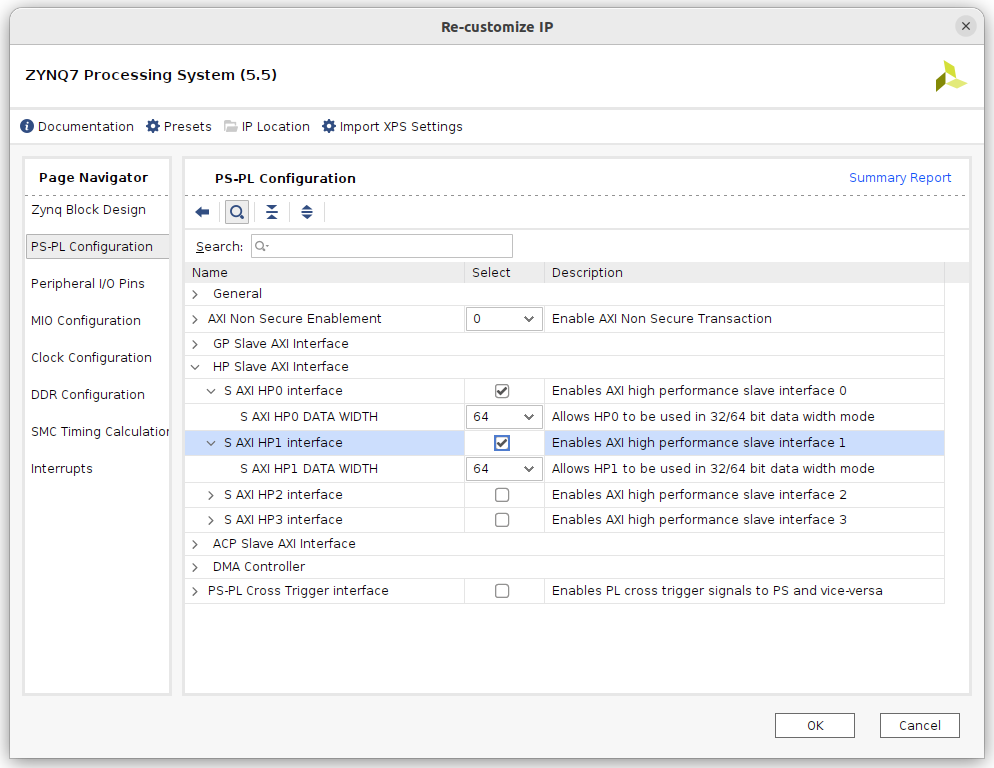 Re-customize IP
ZYNQ7 Processing System (5.5)
Documentation Presets IP Location Import XPS Settings
Page Navigator
Zynq Block Design
PS-PL Configuration
Peripheral I/O Pins
MIO Configuration
Clock Configuration
DDR Configuration
SMC Timing Calculation
Interrupts
PS-PL Configuration Summary Report
Search:
Name Select Description
General
AXI Non Secure Enablement 0 Enable AXI Non Secure Transaction
GP Slave AXI Interface
HP Slave AXI Interface
S AXI HP0 interface Enables AXI high performance slave interface 0
S AXI HP0 DATA WIDTH 64 Allows HP0 to be used in 32/64 bit data width mode
S AXI HP1 interface Enables AXI high performance slave interface 1
S AXI HP1 DATA WIDTH 64 Allows HP1 to be used in 32/64 bit data width mode
S AXI HP2 interface Enables AXI high performance slave interface 2
S AXI HP3 interface Enables AXI high performance slave interface 3
ACP Slave AXI Interface
DMA Controller
PS-PL Cross Trigger interface Enables PL cross trigger signals to PS and vice-versa
OK Cancel